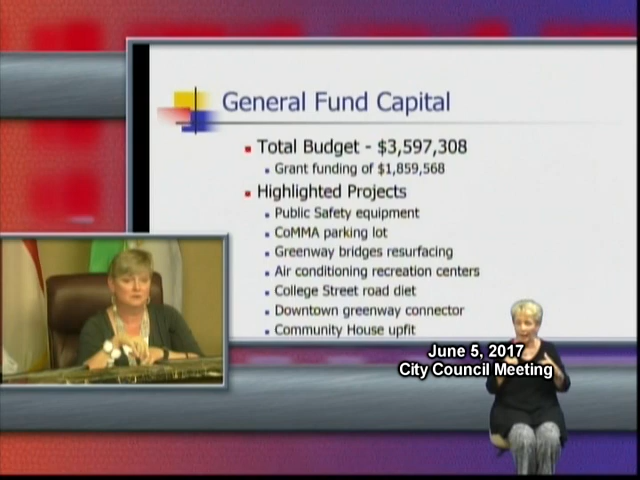 General Fund Capital
Total Budget - $3,597,308
Grant funding of $1,859,568
Highlighted Projects
Public Safety equipment
CoMMA parking lot
Greenway bridges resurfacing
Air conditioning recreation centers
College Street road diet
Downtown greenway connector
Community House upfit
June 5, 2017
City Council Meeting